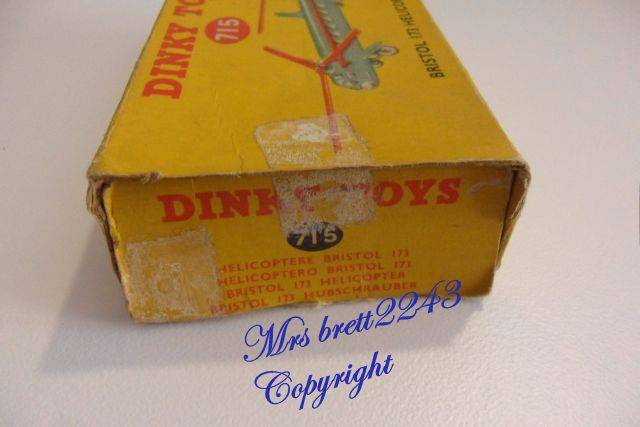 DINKY TO
715
BRISTOL 173 HELICOP
DINKY TOYS
715
HELICOPTERE BRISTOL 173
HELICOPTERO BRISTOL 173
BRISTOL 173 HELICOPTER
BRISTOL 173 HUBSCHRAUBER
Mrs brett2243
Copyright